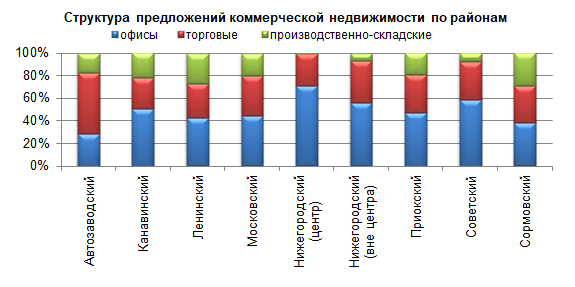 Структура предложений коммерческой недвижимости по районам
офисы торговые производственно-складские
100%
80%
60%
40%
20%
0%
Автозаводский
Канавинский
Ленинский
Московский
Нижегородский
(центр)
Нижегородский
(вне центра)
Приокский
Советский
Сормовский